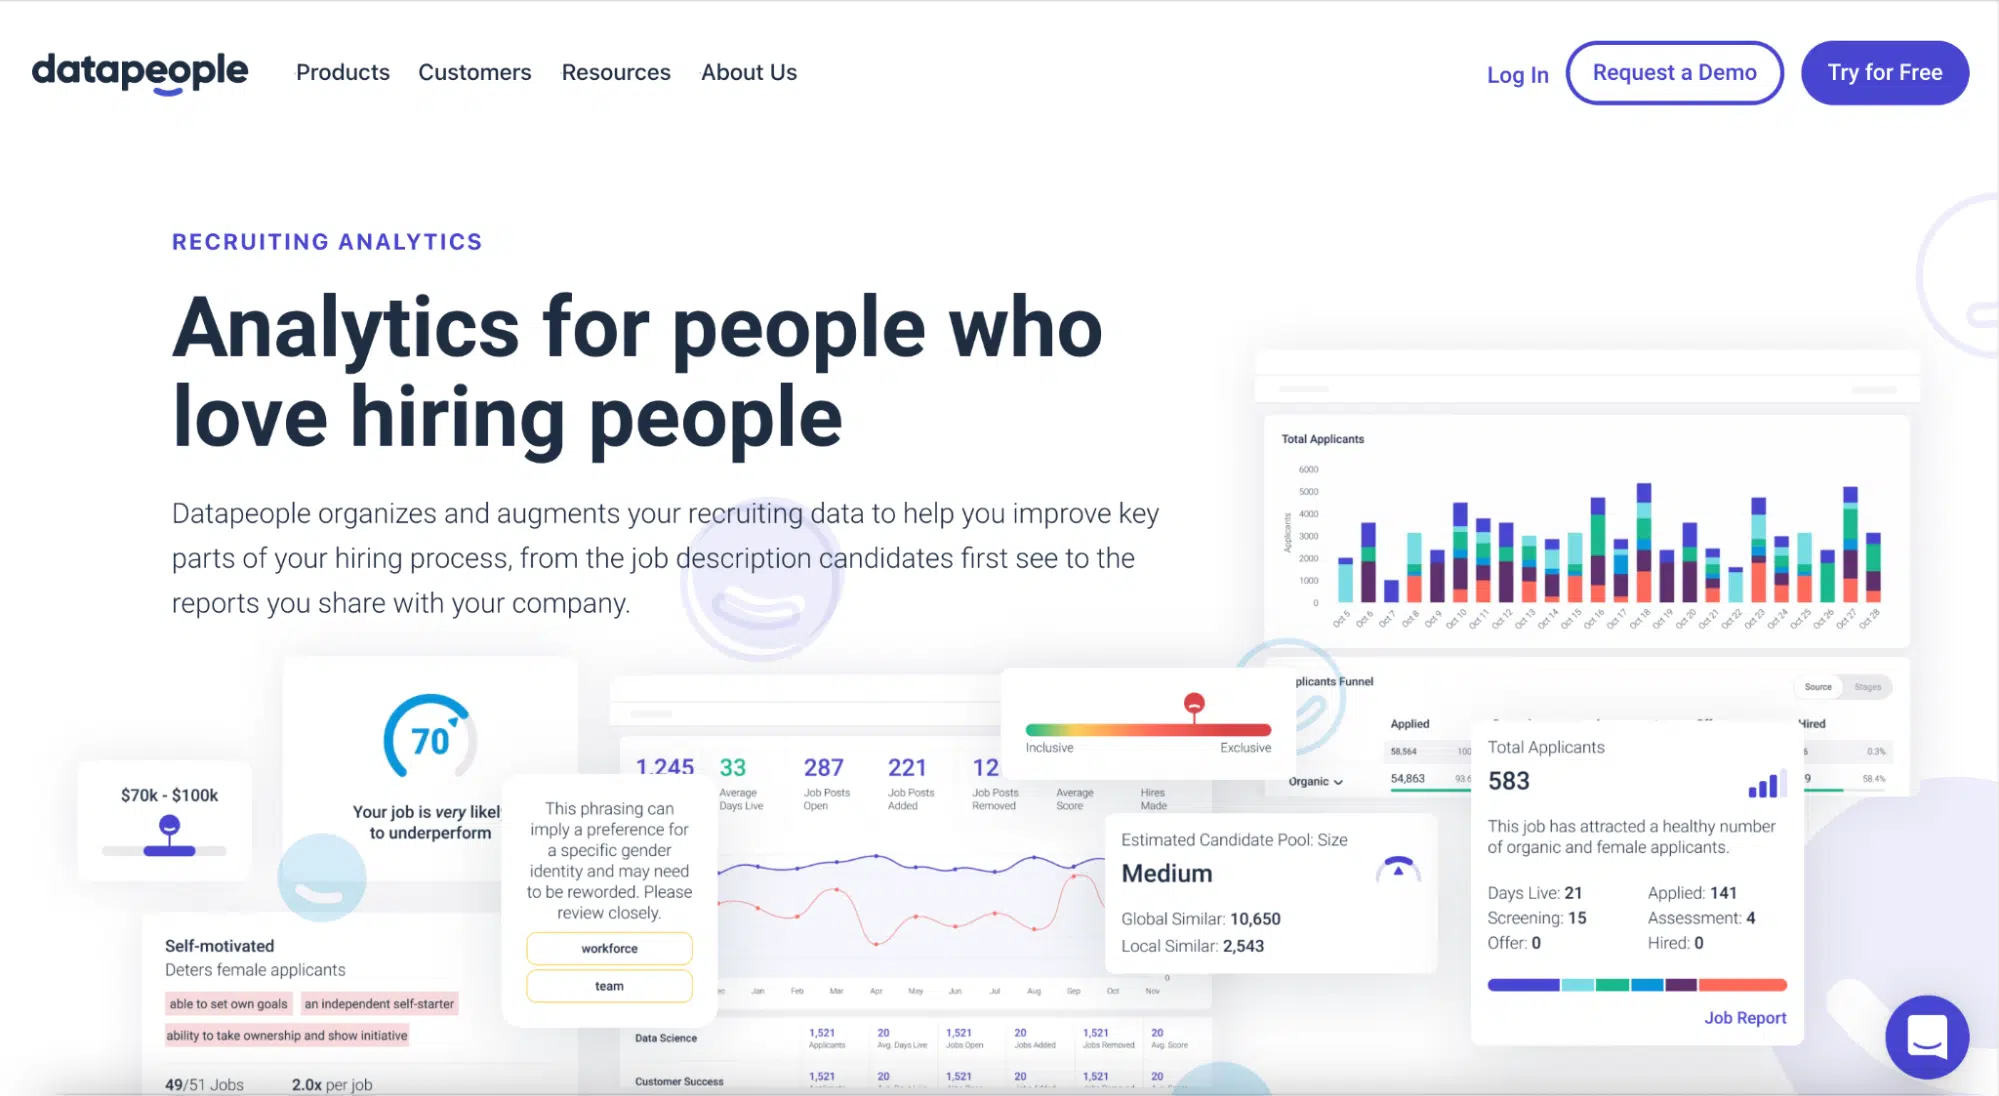 datapeople
Products
Customers
Resources
About Us
Log In
Request a Demo
Try for Free
RECRUITING ANALYTICS
Analytics for people who
love hiring people
Datapeople organizes and augments your recruiting data to help you improve key
parts of your hiring process, from the job description candidates first see to the
reports you share with your company.
Total Applicants
6000
5000
4000
3000
2000
1000
0
Applicants
Oct 5 Oct 6 Oct 7 Oct 8 Oct 9 Oct 10 Oct 11 Oct 12 Oct 13 Oct 14 Oct 15 Oct 16 Oct 17 Oct 18 Oct 19 Oct 20 Oct 21 Oct 22 Oct 23 Oct 24 Oct 25 Oct 26 Oct 27 Oct 28
plicants Funnel
Source
Stages
Applied
Hired
58,564
100
0.3%
Organic
54,863
93.6
9
58.4%
$70k - $100k
70
Your job is very likel
to underperform
Self-motivated
Deters female applicants
able to set own goals
an independent self-starter
ability to take ownership and show initiative
49/51 Jobs
2.0x per job
This phrasing can
imply a preference for
a specific gender
identity and may need
to be reworded. Please
review closely.
workforce
team
1,245
33
Average
Days Live
287
Job Posts
Open
221
Job Posts
Added
12
Job Posts
Removed
Average
Score
Hires
Made
Inclusive
Exclusive
0
ec Jan Feb Mar Apr May Jun Jul Aug Sep Oct Nov
Data Science
1,521
Applicants
20
Avg. Days Live
1,521
Jobs Open
20
Jobs Added
1,521
Jobs Removed
20
Avg. Score
Customer Success
1,521
20
1,521
20
1,521
20
Estimated Candidate Pool: Size
Medium
Global Similar: 10,650
Local Similar: 2,543
Total Applicants
583
This job has attracted a healthy number
of organic and female applicants.
Days Live: 21
Applied: 141
Screening: 15
Assessment: 4
Offer: 0
Hired: 0
Job Report